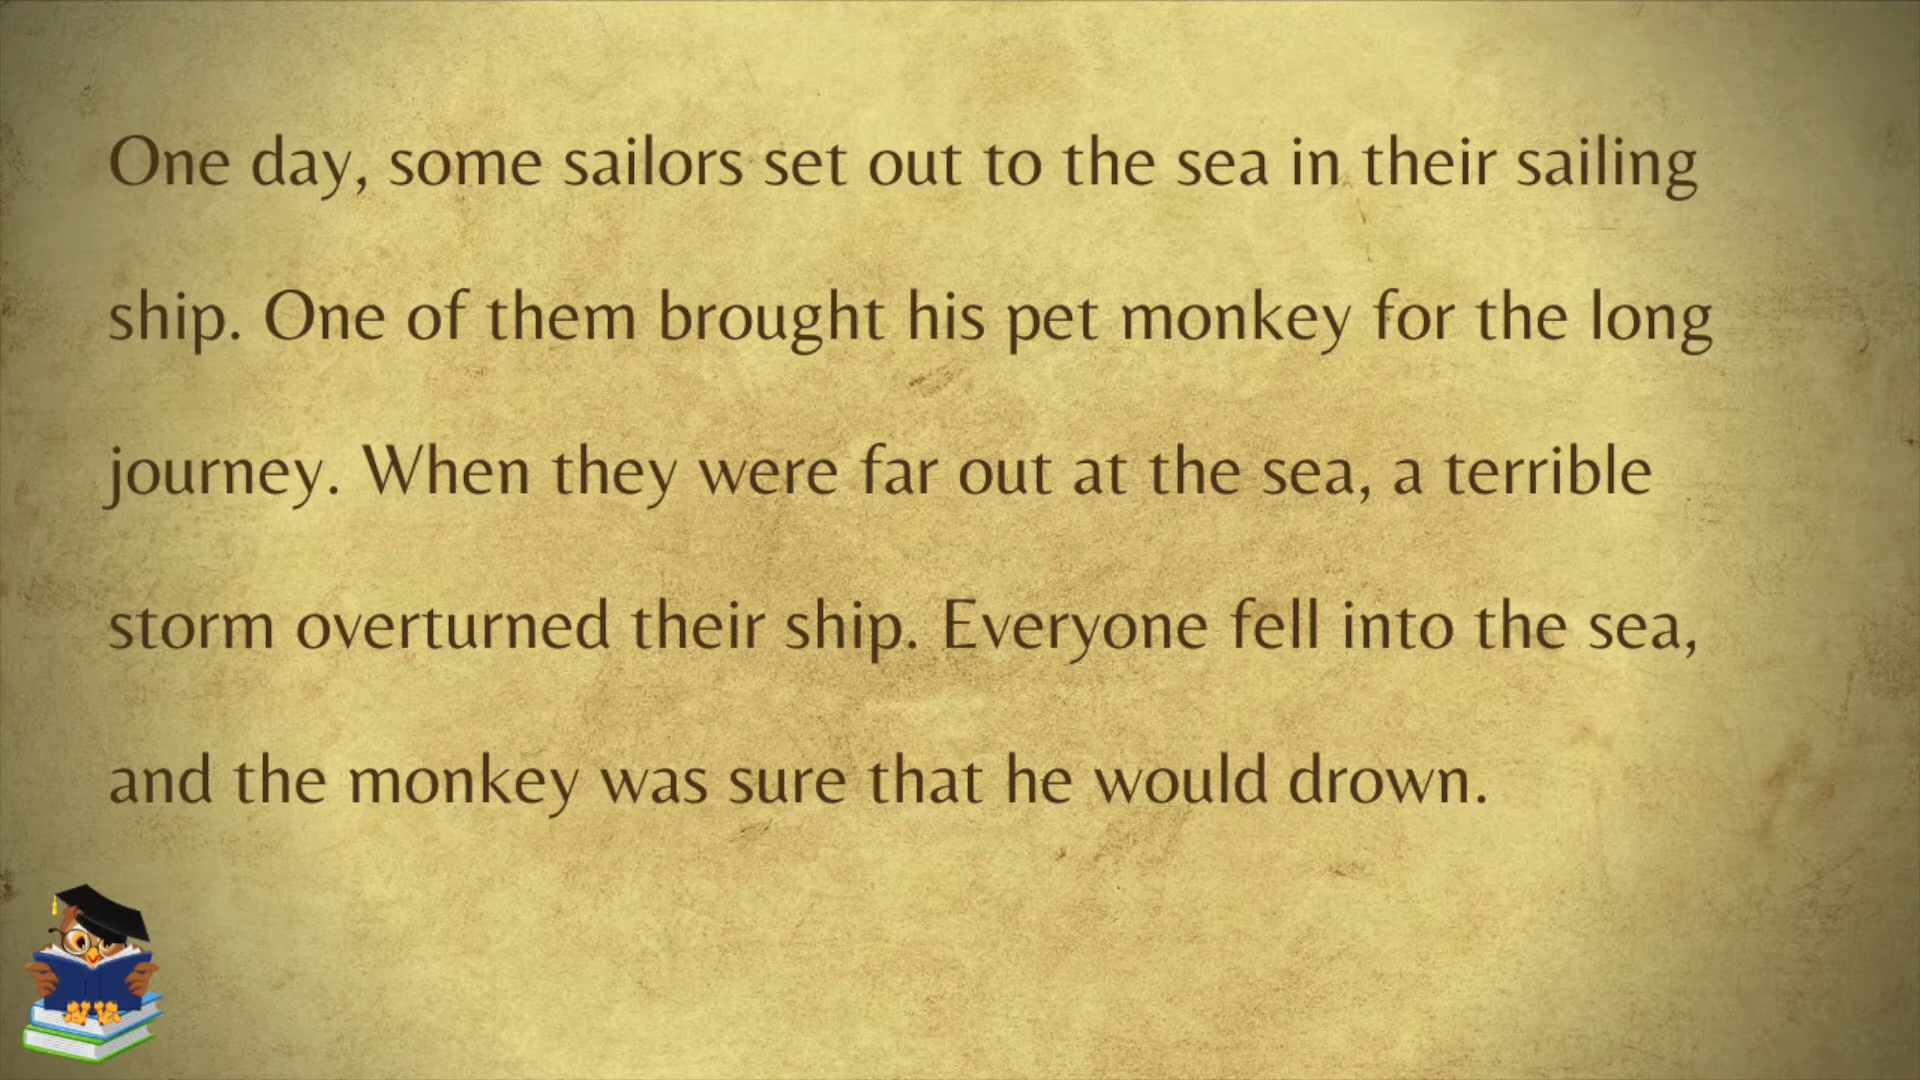 One day, some sailors set out to the sea in their sailing
ship. One of them brought his pet monkey for the long
journey. When they were far out at the sea, a terrible
storm overturned their ship. Everyone fell into the sea,
and the monkey was sure that he would drown.